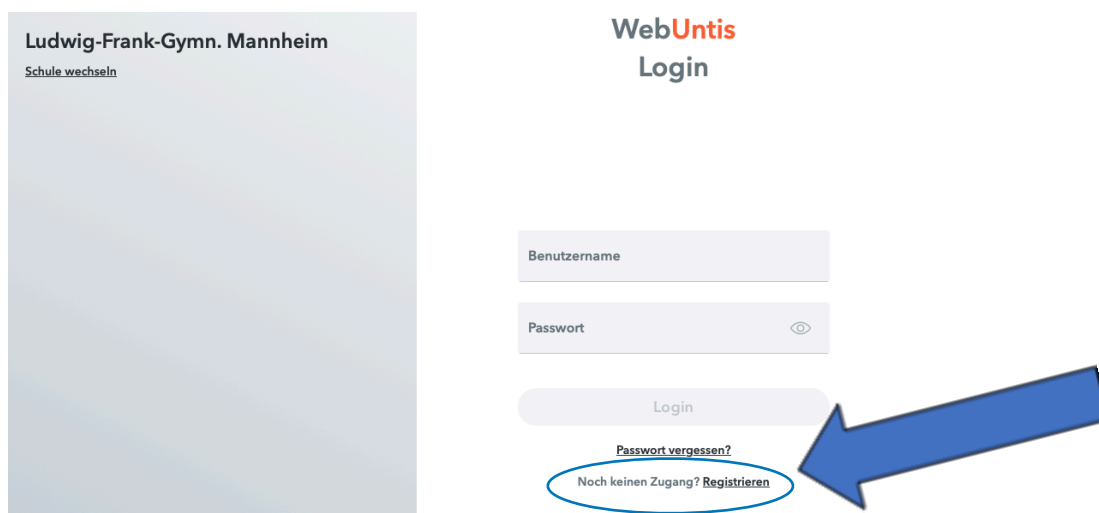 Ludwig-Frank-Gymn. Mannheim
Schule wechseln
WebUntis
Login
Benutzername
Passwort
Login
Passwort vergessen?
Noch keinen Zugang? Registrieren